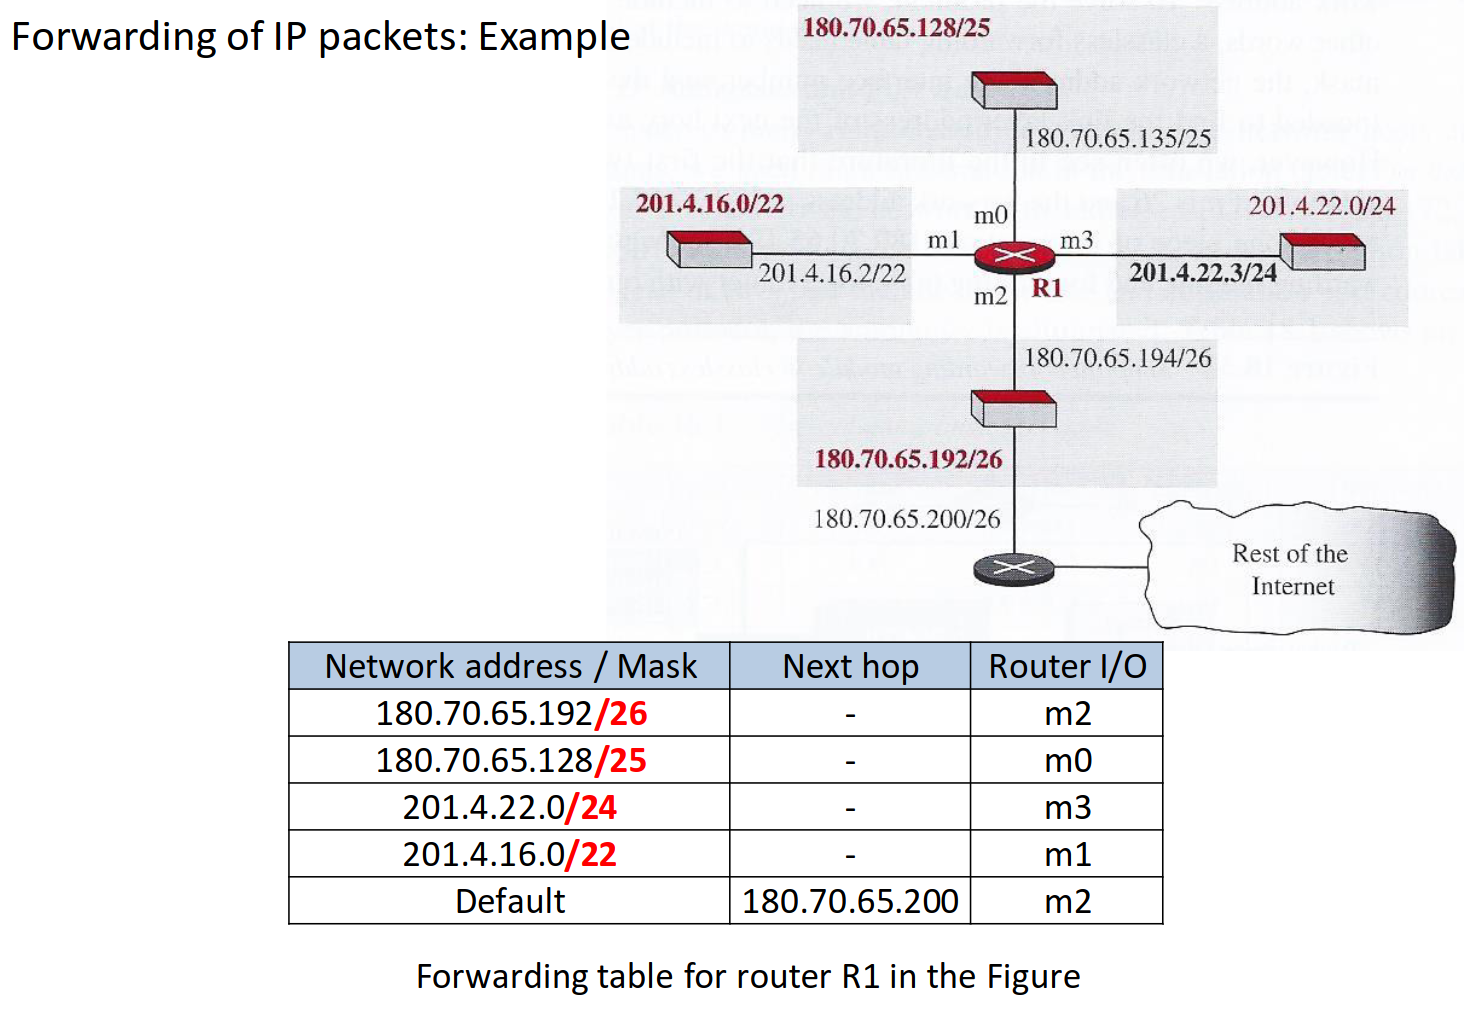 Forwarding of IP packets: Example
180.70.65.128/25
180.70.65.135/25
201.4.16.0/22
201.4.22.0/24
m0
m1
m3
201.4.16.2/22
201.4.22.3/24
m2
R1
180.70.65.194/26
180.70.65.192/26
180.70.65.200/26
Rest of the
Internet
Network address / Mask Next hop Router I/O
180.70.65.192/26 - m2
180.70.65.128/25 - m0
201.4.22.0/24 - m3
201.4.16.0/22 - m1
Default 180.70.65.200 m2
Forwarding table for router R1 in the Figure